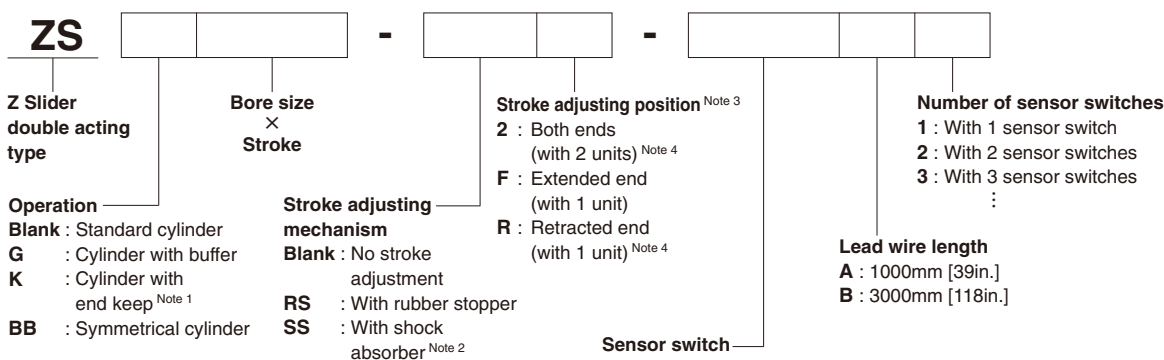 ZS - -
Z Slider
double acting
type
Bore size
×
Stroke
Operation
Blank : Standard cylinder
G : Cylinder with buffer
K : Cylinder with
end keep Note 1
BB : Symmetrical cylinder
Stroke adjusting
mechanism
Blank : No stroke
adjustment
RS : With rubber stopper
SS : With shock
absorber Note 2
Stroke adjusting position Note 3
2 : Both ends
(with 2 units) Note 4
F : Extended end
(with 1 unit)
R : Retracted end
(with 1 unit) Note 4
Sensor switch
Lead wire length
A : 1000mm [39in.]
B : 3000mm [118in.]
Number of sensor switches
1 : With 1 sensor switch
2 : With 2 sensor switches
3 : With 3 sensor switches
⋮